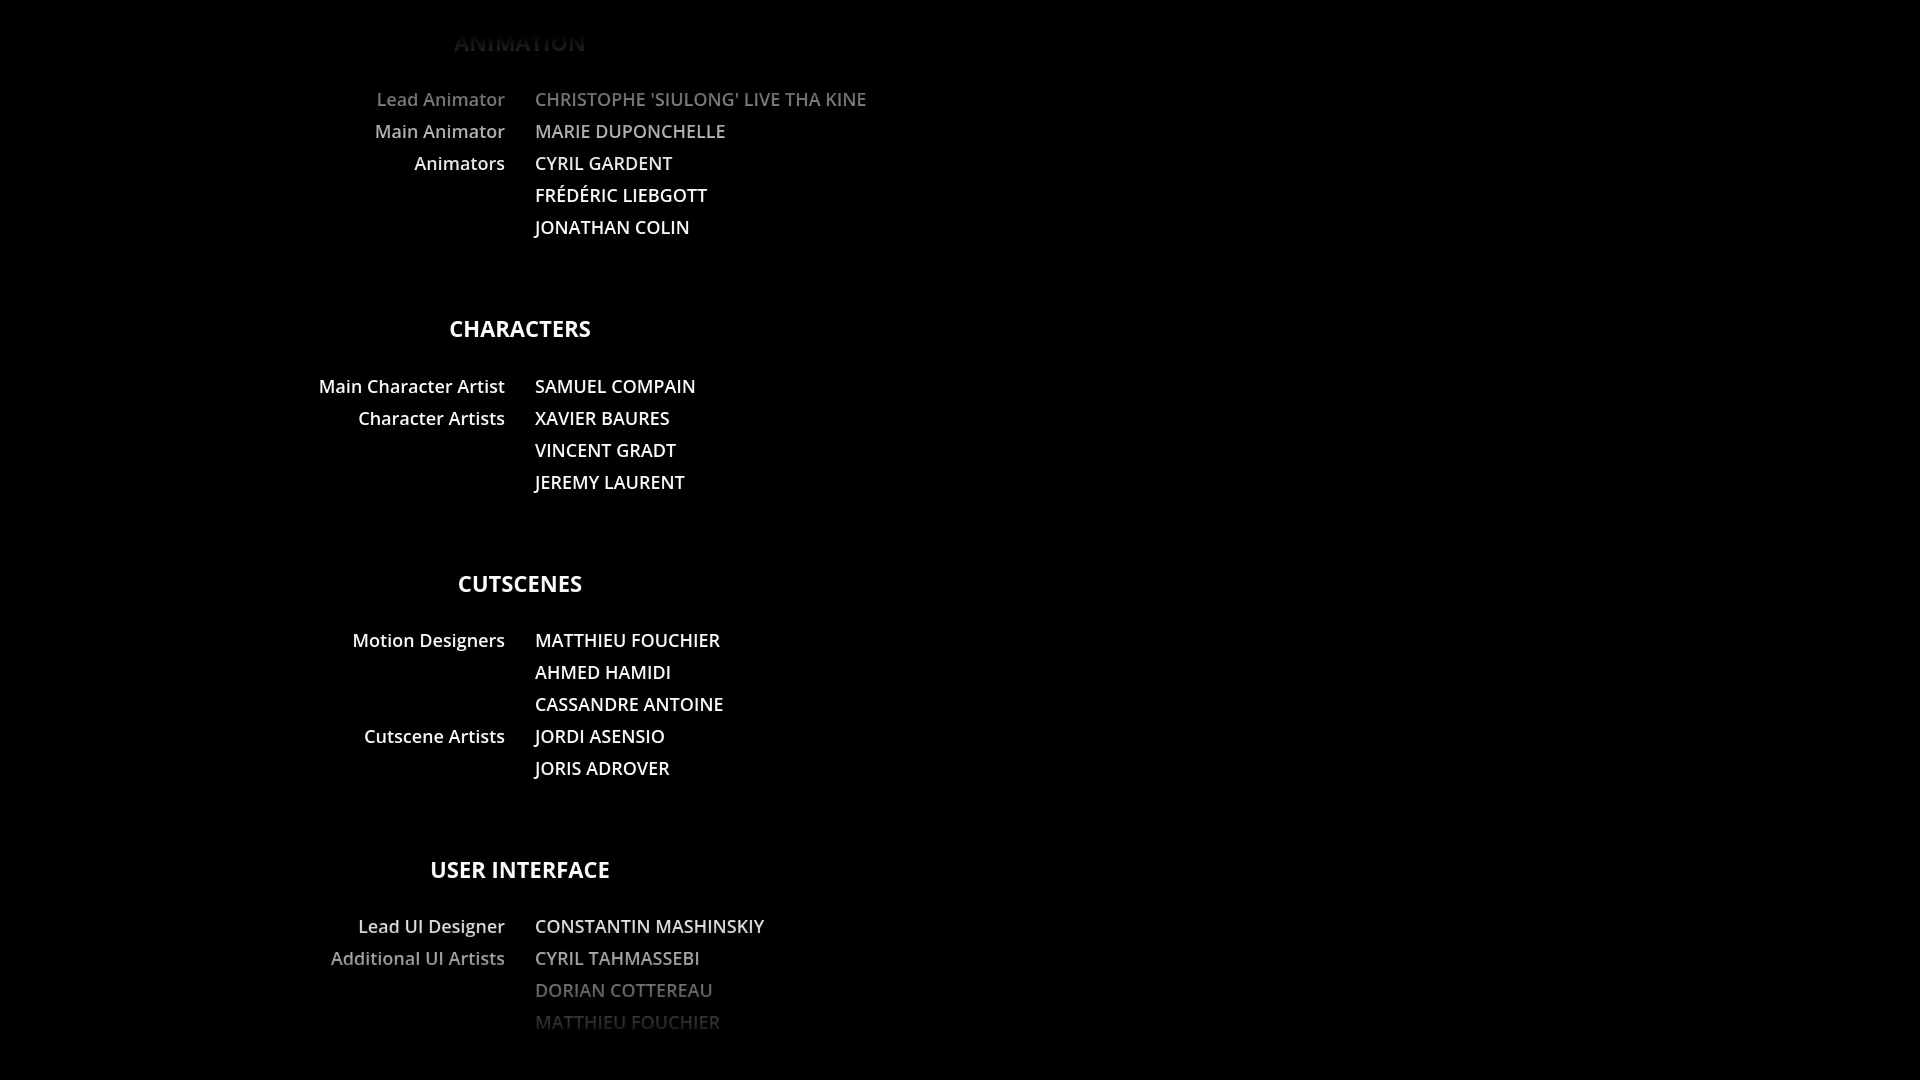 ANIMATION
Lead Animator CHRISTOPHE 'SIULONG' LIVE THA KINE
Main Animator MARIE DUPONCHELLE
Animators CYRIL GARDENT
FRÉDÉRIC LIEBGOTT
JONATHAN COLIN
CHARACTERS
Main Character Artist SAMUEL COMPAIN
Character Artists XAVIER BAURES
VINCENT GRADT
JEREMY LAURENT
CUTSCENES
Motion Designers MATTHIEU FOUCHIER
AHMED HAMIDI
CASSANDRE ANTOINE
Cutscene Artists JORDI ASENSIO
JORIS ADROVER
USER INTERFACE
Lead UI Designer CONSTANTIN MASHINSKIY
Additional UI Artists CYRIL TAHMASSEBI
DORIAN COTTEREAU
MATTHIEU FOUCHIER